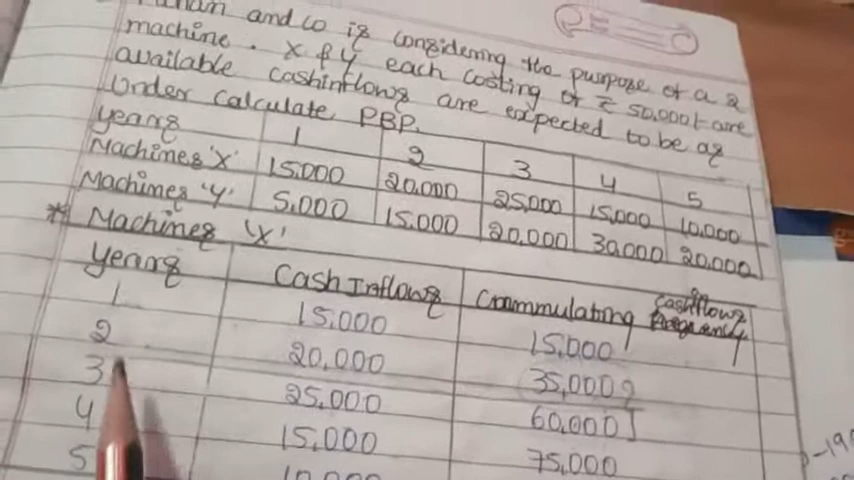 and co is considering the purpose of a 2
machine. X & Y each costing of ₹ 50,000/- are
available cashinflows are expected to be as
Under calculate PBP.
years 1 2 3 4 5
Machines 'X' 15,000 20,000 25,000 15,000 10,000
Machines 'Y' 5,000 15,000 20,000 30,000 20,000
* Machines 'X'
years Cash Inflows Crammulating Cashflows
1 15,000 15,000
2 20,000 35,000
3 25,000 60,000
4 15,000 75,000
5 10,000